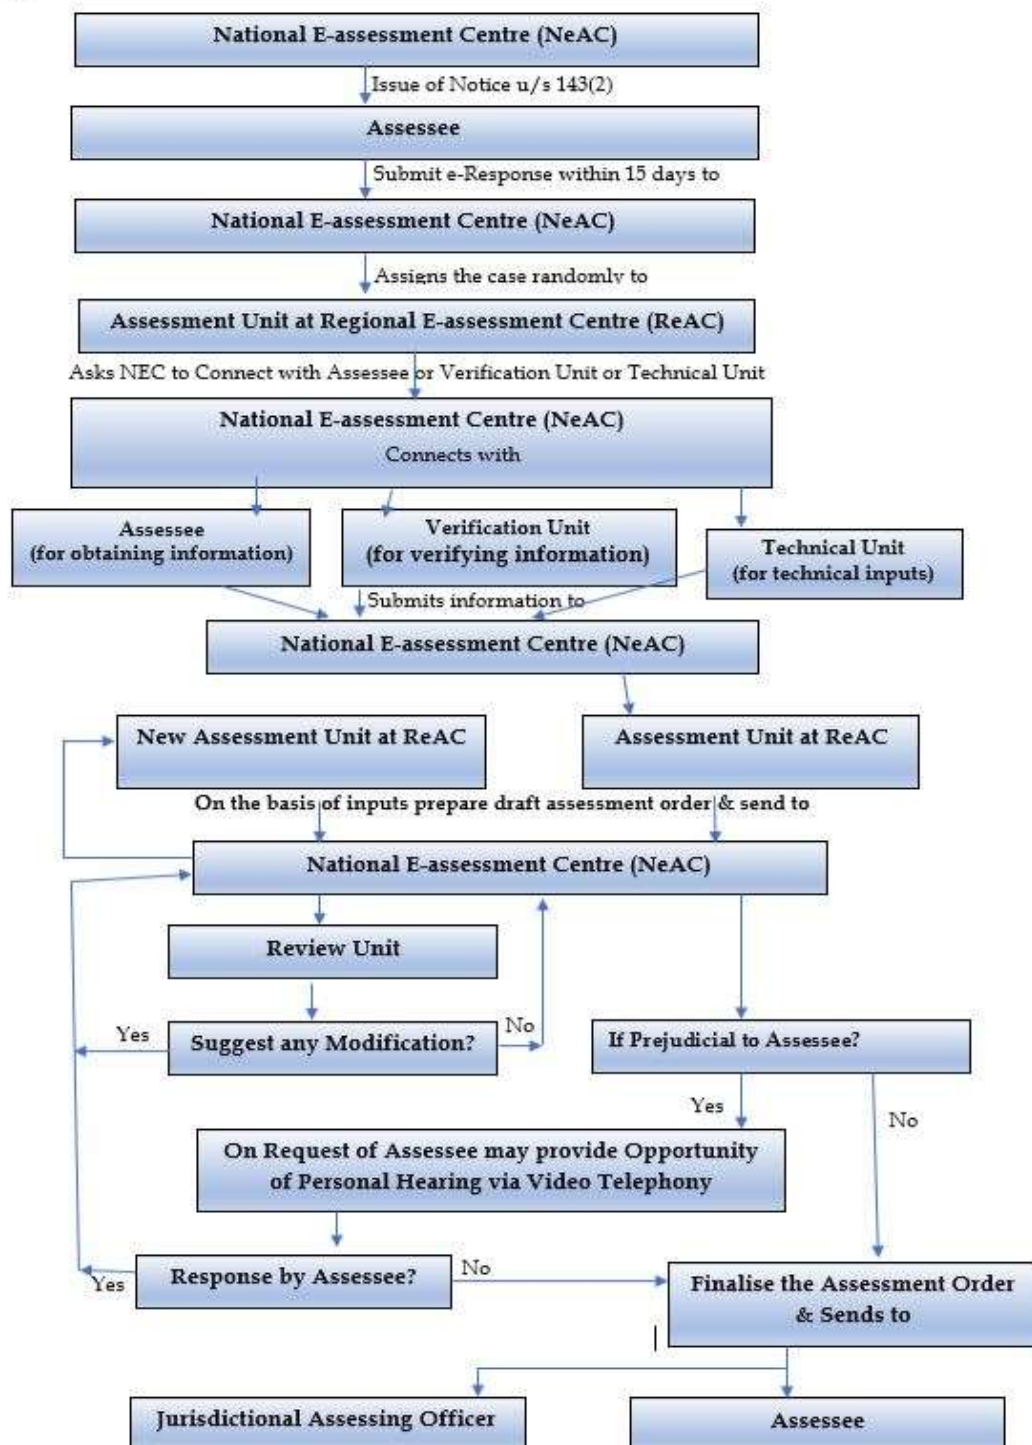 National E-assessment Centre (NeAC)
Issue of Notice u/s 143(2)
Assessee
Submit e-Response within 15 days to
National E-assessment Centre (NeAC)
Assigns the case randomly to
Assessment Unit at Regional E-assessment Centre (ReAC)
Asks NEC to Connect with Assessee or Verification Unit or Technical Unit
National E-assessment Centre (NeAC)
Connects with
Assessee
(for obtaining information)
Verification Unit
(for verifying information)
Technical Unit
(for technical inputs)
Submits information to
National E-assessment Centre (NeAC)
New Assessment Unit at ReAC
Assessment Unit at ReAC
On the basis of inputs prepare draft assessment order & send to
National E-assessment Centre (NeAC)
Review Unit
Yes
Suggest any Modification?
No
If Prejudicial to Assessee?
Yes
No
On Request of Assessee may provide Opportunity
of Personal Hearing via Video Telephony
Yes
Response by Assessee?
No
Finalise the Assessment Order
& Sends to
Jurisdictional Assessing Officer
Assessee